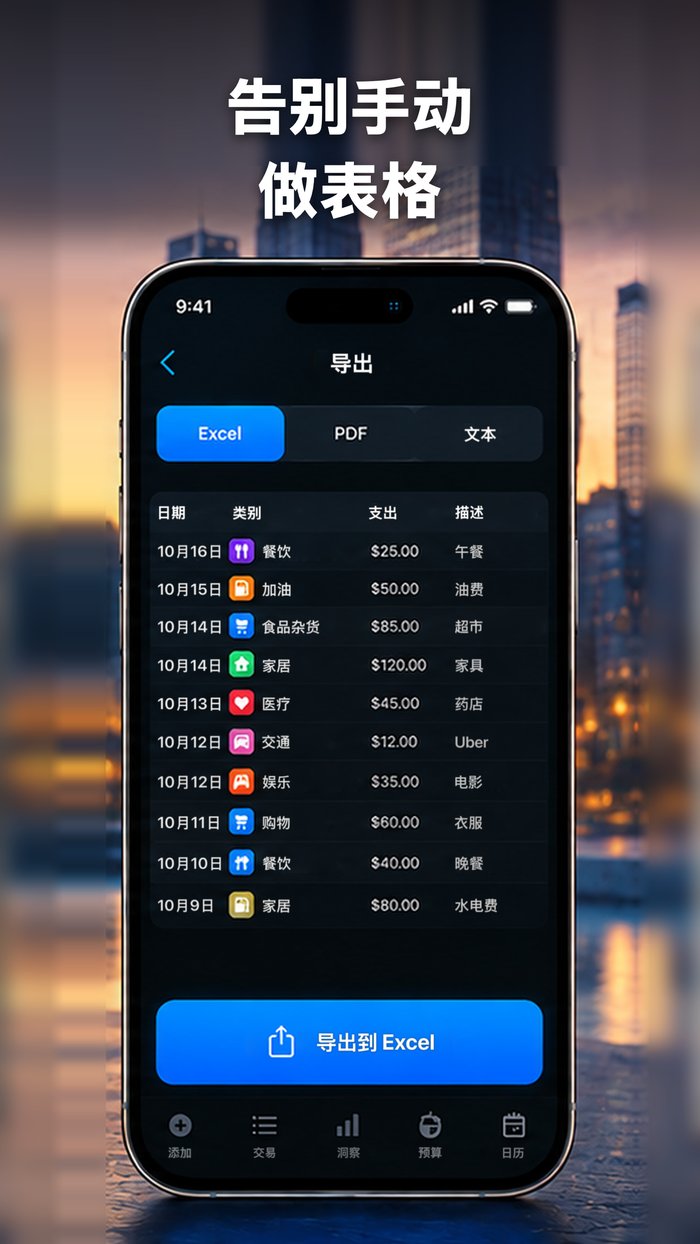 告别手动
做表格
9:41
导出
Excel PDF 文本
日期 类别 支出 描述
10月16日 餐饮 $25.00 午餐
10月15日 加油 $50.00 油费
10月14日 食品杂货 $85.00 超市
10月14日 家居 $120.00 家具
10月13日 医疗 $45.00 药店
10月12日 交通 $12.00 Uber
10月12日 娱乐 $35.00 电影
10月11日 购物 $60.00 衣服
10月10日 餐饮 $40.00 晚餐
10月9日 家居 $80.00 水电费
导出到 Excel
添加 交易 洞察 预算 日历